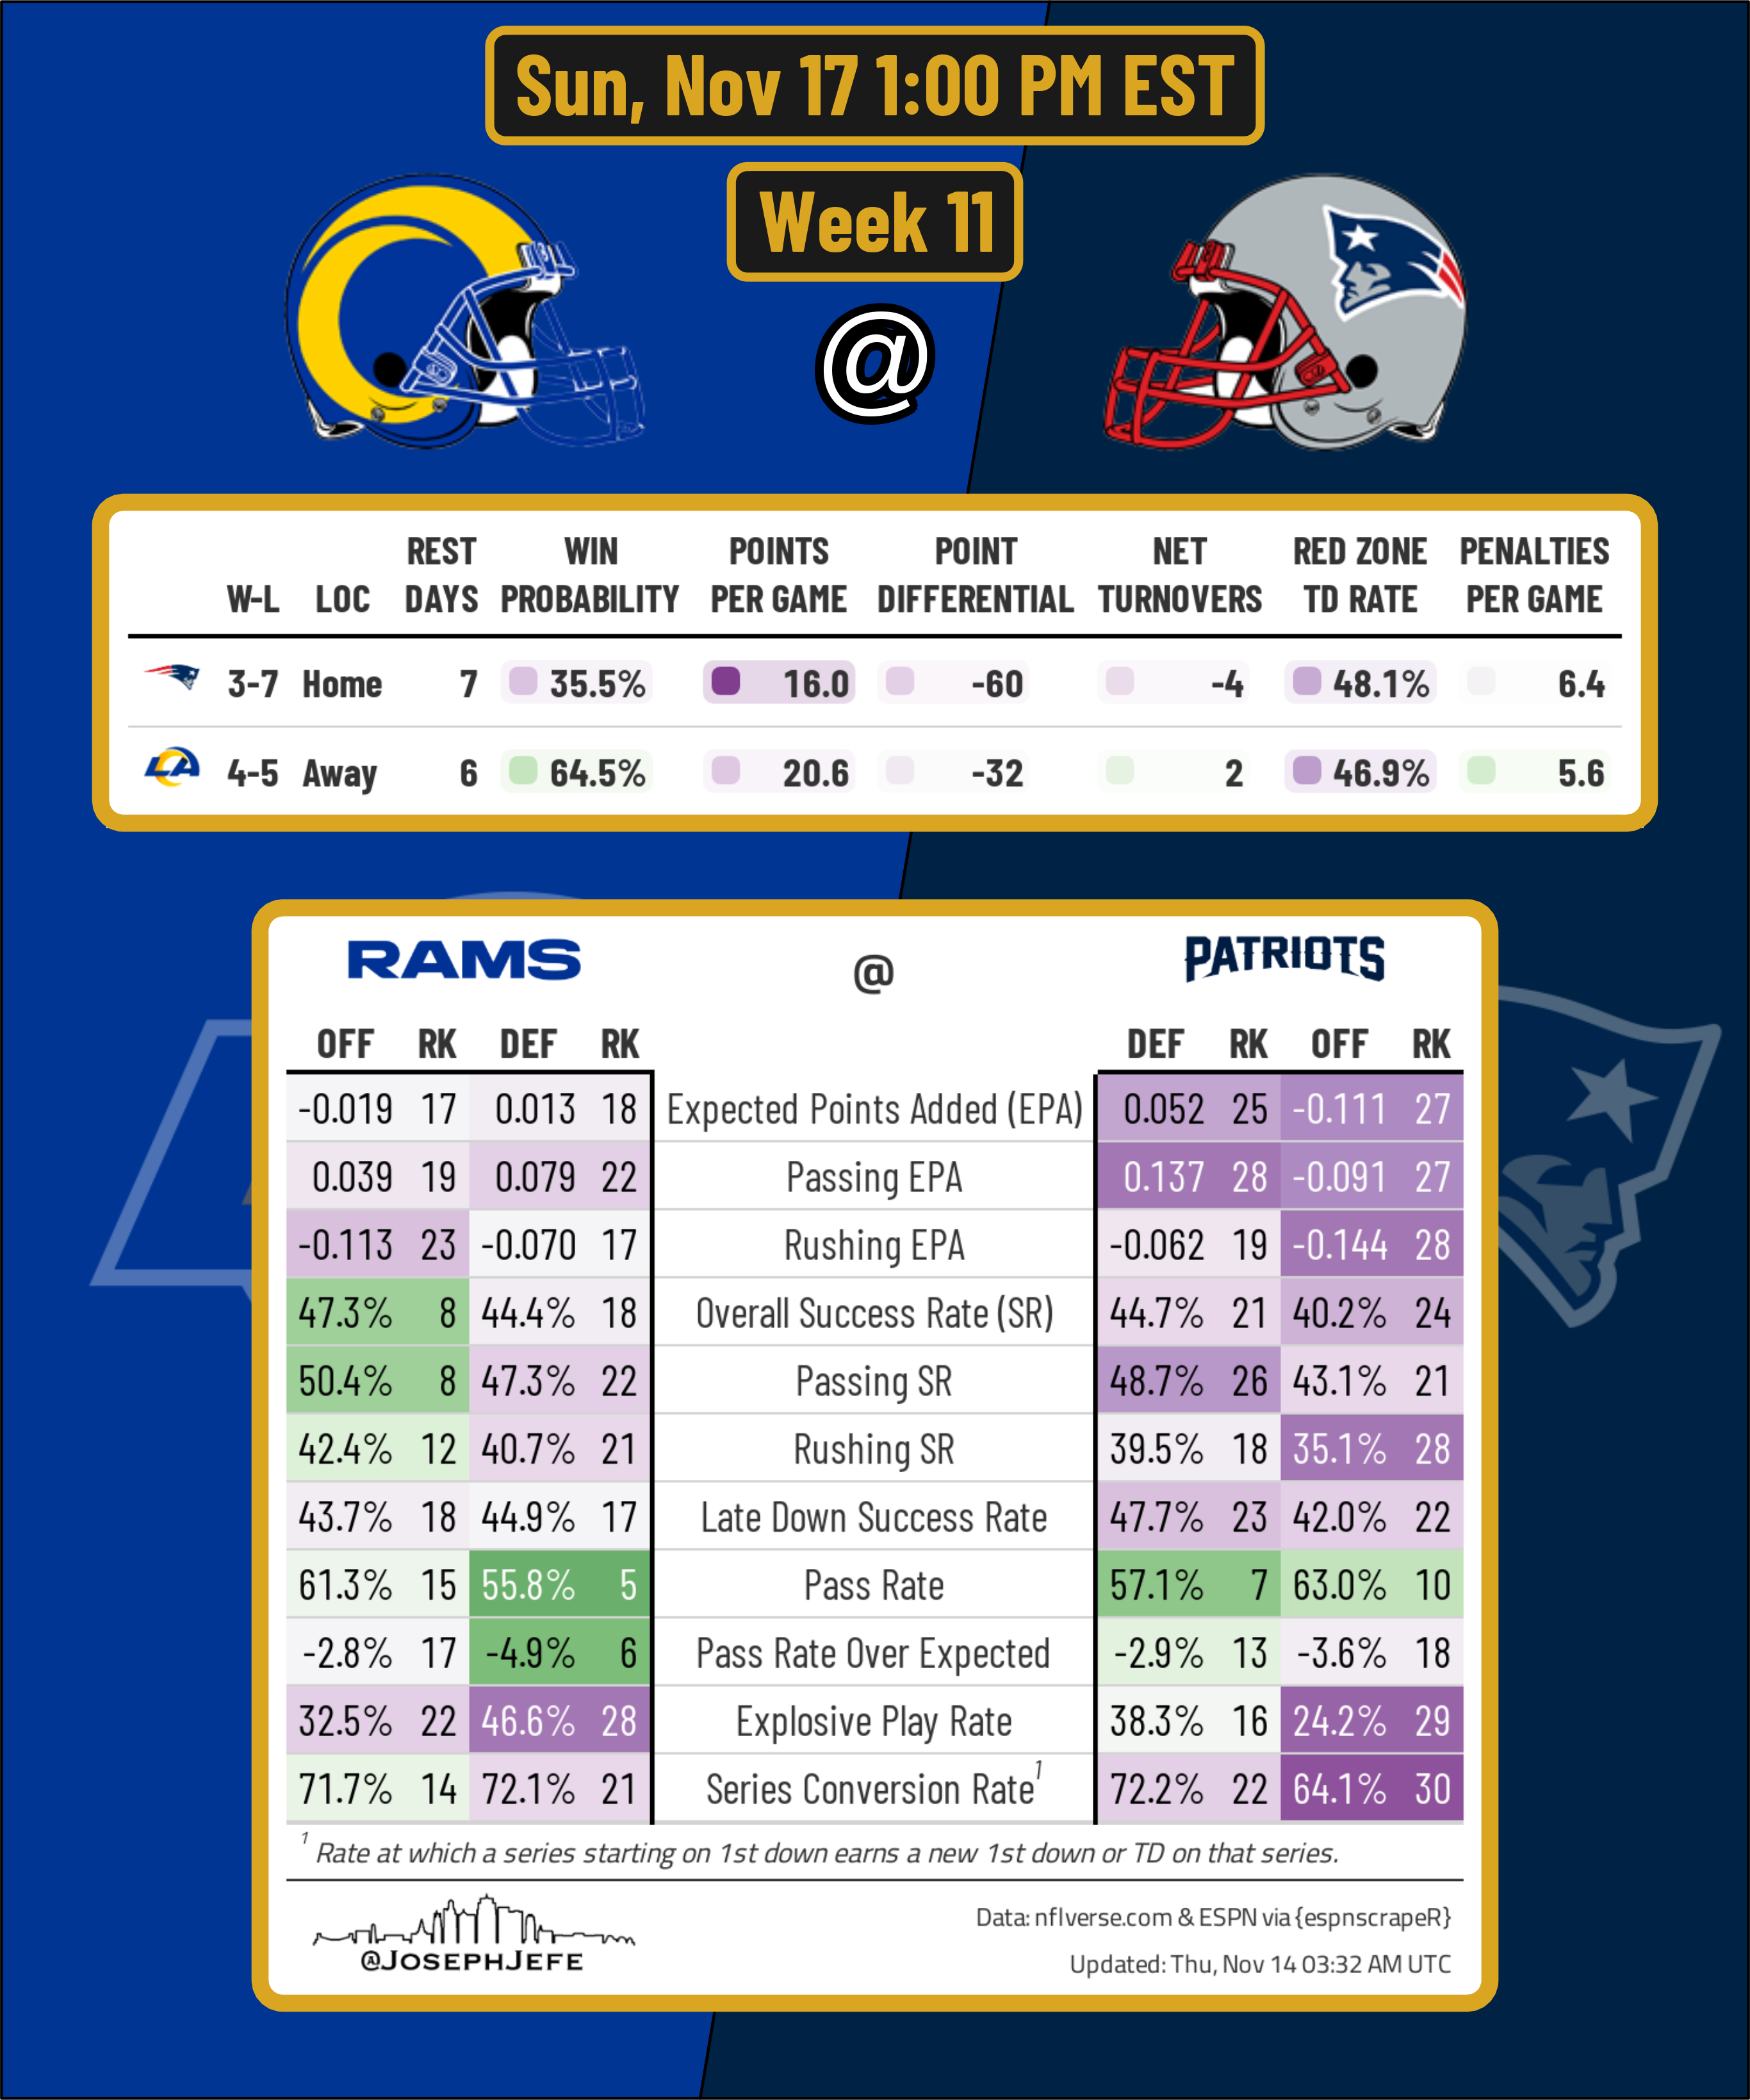 Sun, Nov 17 1:00 PM EST
Week 11
@
REST WIN POINTS POINT NET RED ZONE PENALTIES
W-L LOC DAYS PROBABILITY PER GAME DIFFERENTIAL TURNOVERS TD RATE PER GAME
3-7 Home 7 35.5% 16.0 -60 -4 48.1% 6.4
LA 4-5 Away 6 64.5% 20.6 -32 2 46.9% 5.6
RAMS @ PATRIOTS
OFF RK DEF RK DEF RK OFF RK
-0.019 17 0.013 18 Expected Points Added (EPA) 0.052 25 -0.111 27
0.039 19 0.079 22 Passing EPA 0.137 28 -0.091 27
-0.113 23 -0.070 17 Rushing EPA -0.062 19 -0.144 28
47.3% 8 44.4% 18 Overall Success Rate (SR) 44.7% 21 40.2% 24
50.4% 8 47.3% 22 Passing SR 48.7% 26 43.1% 21
42.4% 12 40.7% 21 Rushing SR 39.5% 18 35.1% 28
43.7% 18 44.9% 17 Late Down Success Rate 47.7% 23 42.0% 22
61.3% 15 55.8% 5 Pass Rate 57.1% 7 63.0% 10
-2.8% 17 -4.9% 6 Pass Rate Over Expected -2.9% 13 -3.6% 18
32.5% 22 46.6% 28 Explosive Play Rate 38.3% 16 24.2% 29
71.7% 14 72.1% 21 Series Conversion Rate¹ 72.2% 22 64.1% 30
¹ Rate at which a series starting on 1st down earns a new 1st down or TD on that series.
Data: nflverse.com & ESPN via {espnscrapeR}
@JOSEPHJEFE
Updated: Thu, Nov 14 03:32 AM UTC